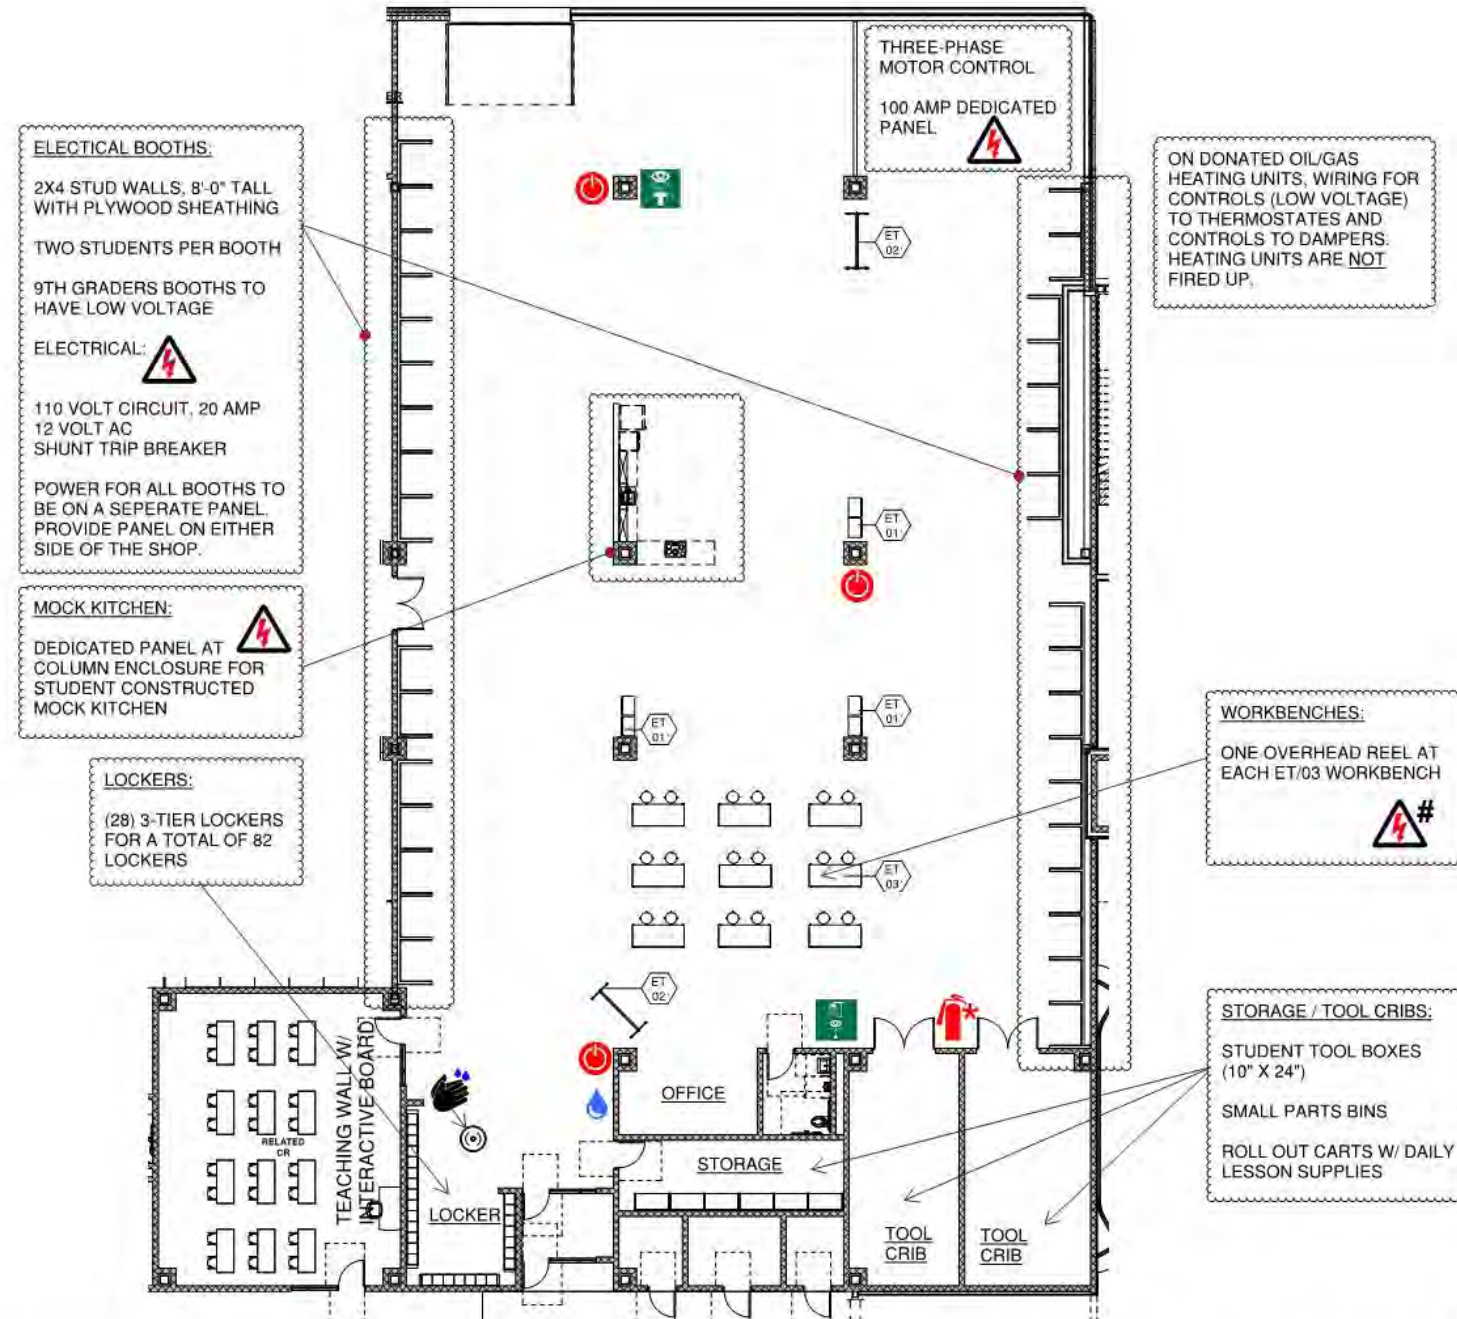 THREE-PHASE
MOTOR CONTROL
100 AMP DEDICATED
PANEL
ER
ELECTICAL BOOTHS:
2X4 STUD WALLS, 8'-0" TALL
WITH PLYWOOD SHEATHING
TWO STUDENTS PER BOOTH
9TH GRADERS BOOTHS TO
HAVE LOW VOLTAGE
ELECTRICAL:
110 VOLT CIRCUIT, 20 AMP
12 VOLT AC
SHUNT TRIP BREAKER
POWER FOR ALL BOOTHS TO
BE ON A SEPERATE PANEL.
PROVIDE PANEL ON EITHER
SIDE OF THE SHOP.
ON DONATED OIL/GAS
HEATING UNITS, WIRING FOR
CONTROLS (LOW VOLTAGE)
TO THERMOSTATES AND
CONTROLS TO DAMPERS.
HEATING UNITS ARE NOT
FIRED UP.
ET
02'
ET
01'
MOCK KITCHEN:
DEDICATED PANEL AT
COLUMN ENCLOSURE FOR
STUDENT CONSTRUCTED
MOCK KITCHEN
ET
01'
ET
01'
WORKBENCHES:
ONE OVERHEAD REEL AT
EACH ET/03 WORKBENCH
#
LOCKERS:
(28) 3-TIER LOCKERS
FOR A TOTAL OF 82
LOCKERS
ET
03'
ET
02'
STORAGE / TOOL CRIBS:
STUDENT TOOL BOXES
(10" X 24")
SMALL PARTS BINS
ROLL OUT CARTS W/ DAILY
LESSON SUPPLIES
*
OFFICE
RELATED
CR
TEACHING WALL W/
INTERACTIVE BOARD
STORAGE
LOCKER
TOOL
CRIB
TOOL
CRIB